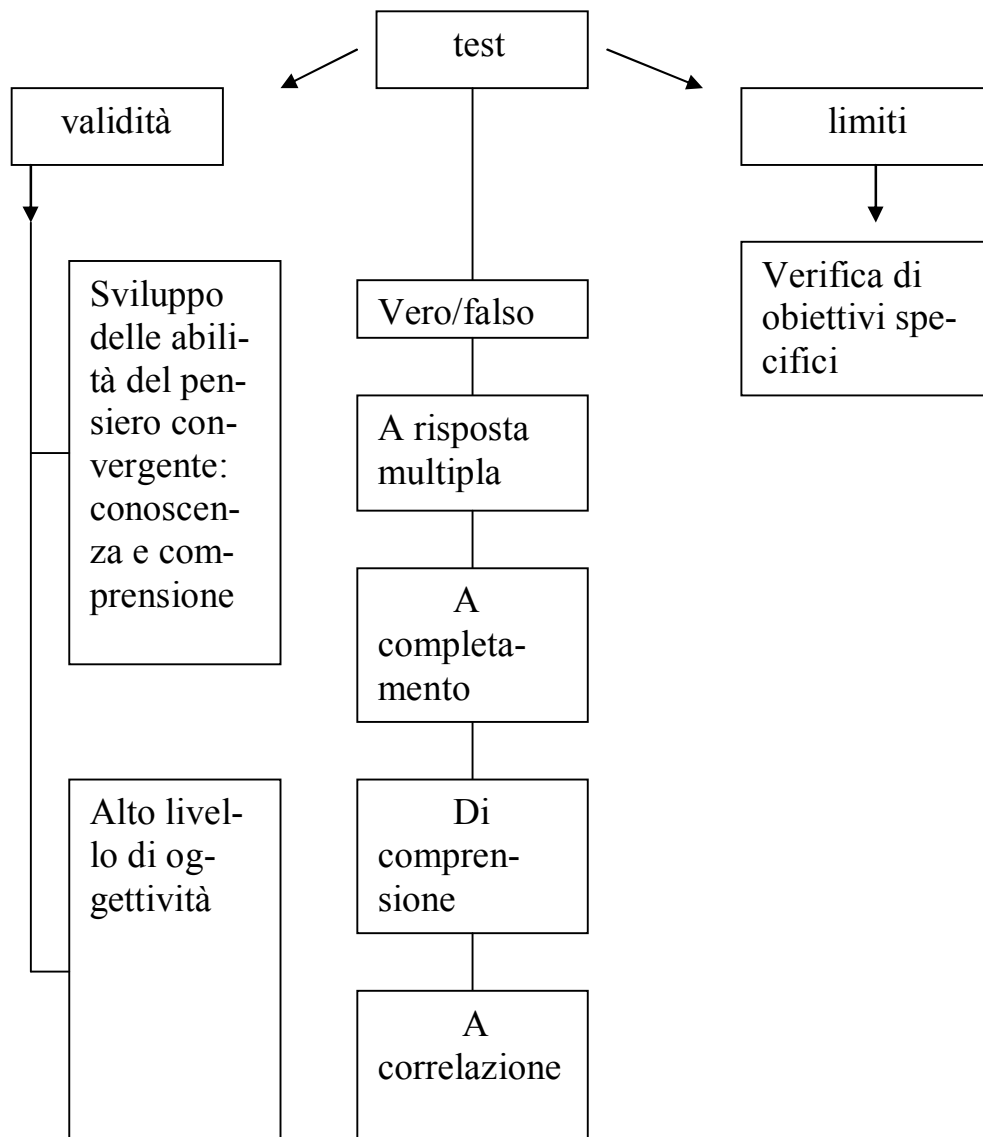 test
validità
limiti
Sviluppo
delle abili-
tà del pen-
siero con-
vergente:
conoscen-
za e com-
prensione
Alto livel-
lo di og-
gettività
Vero/falso
A risposta
multipla
A
completa-
mento
Di
compren-
sione
A
correlazione
Verifica di
obiettivi spe-
cifici